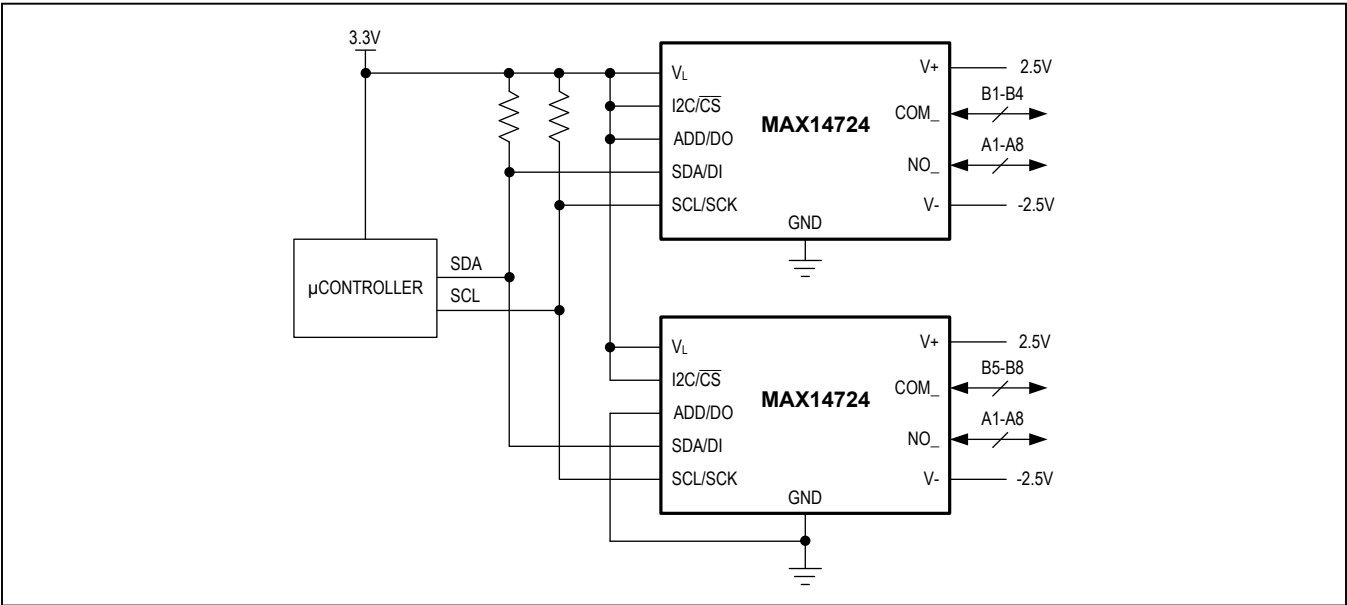 3.3V
μCONTROLLER
SDA
SCL
VL
I2C/CS
ADD/DO
SDA/DI
SCL/SCK
MAX14724
GND
V+
COM_
NO_
V-
2.5V
B1-B4
A1-A8
-2.5V
VL
I2C/CS
ADD/DO
SDA/DI
SCL/SCK
MAX14724
GND
V+
COM_
NO_
V-
2.5V
B5-B8
A1-A8
-2.5V